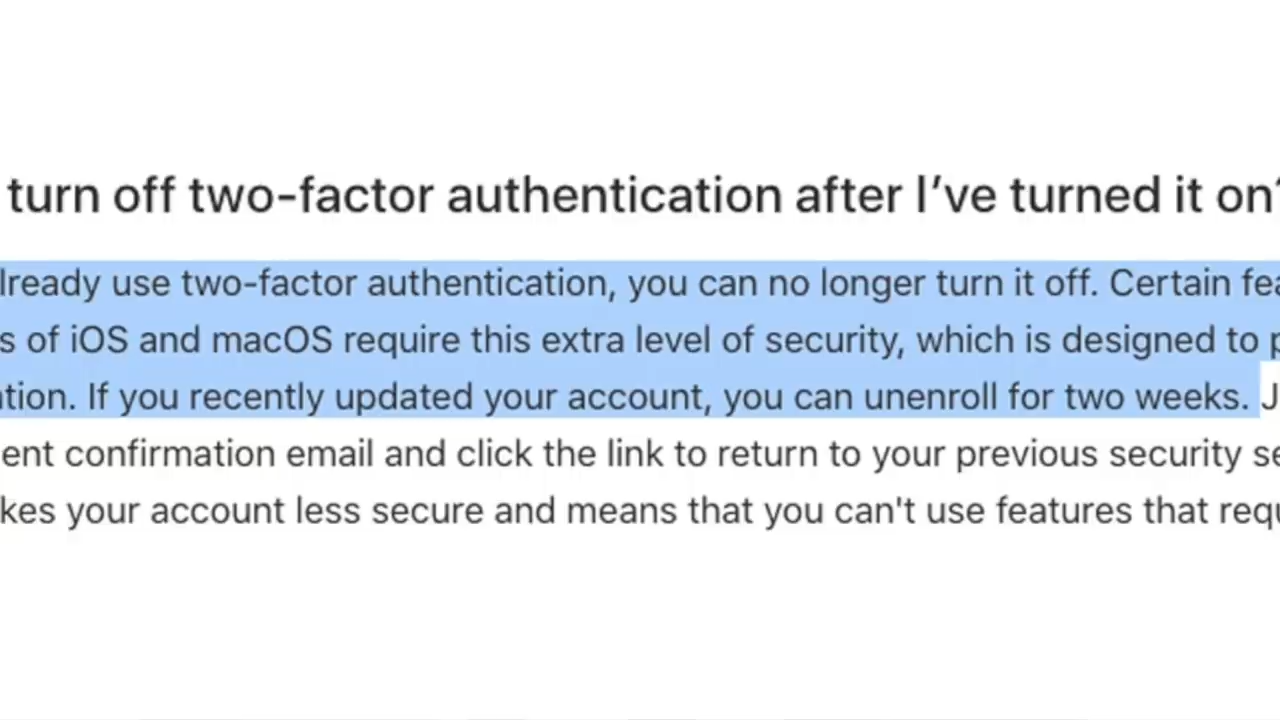 turn off two-factor authentication after I’ve turned it on?
lready use two-factor authentication, you can no longer turn it off. Certain fea
s of iOS and macOS require this extra level of security, which is designed to p
ation. If you recently updated your account, you can unenroll for two weeks. J
ent confirmation email and click the link to return to your previous security se
kes your account less secure and means that you can't use features that requ